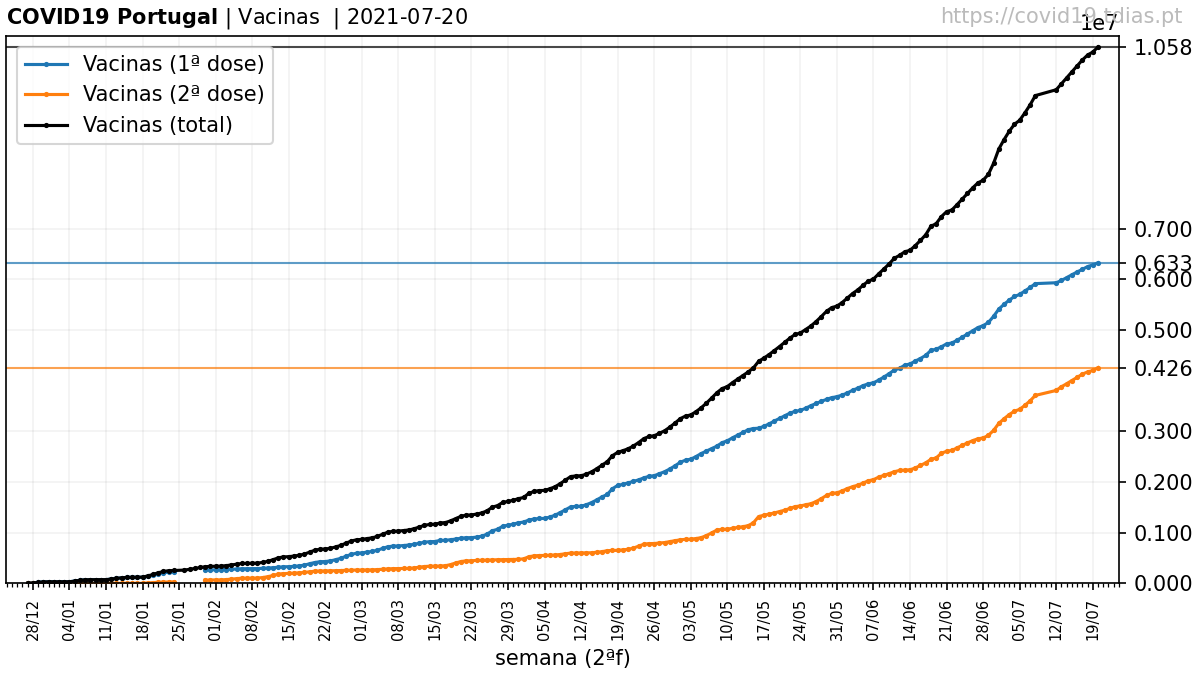 COVID19 Portugal | Vacinas | 2021-07-20
https://covid19.tdias.pt
1e7
Vacinas (1ª dose)
Vacinas (2ª dose)
Vacinas (total)
1.058
0.700
0.633
0.600
0.500
0.426
0.300
0.200
0.100
0.000
28/12 04/01 11/01 18/01 25/01 01/02 08/02 15/02 22/02 01/03 08/03 15/03 22/03 29/03 05/04 12/04 19/04 26/04 03/05 10/05 17/05 24/05 31/05 07/06 14/06 21/06 28/06 05/07 12/07 19/07
semana (2ªf)